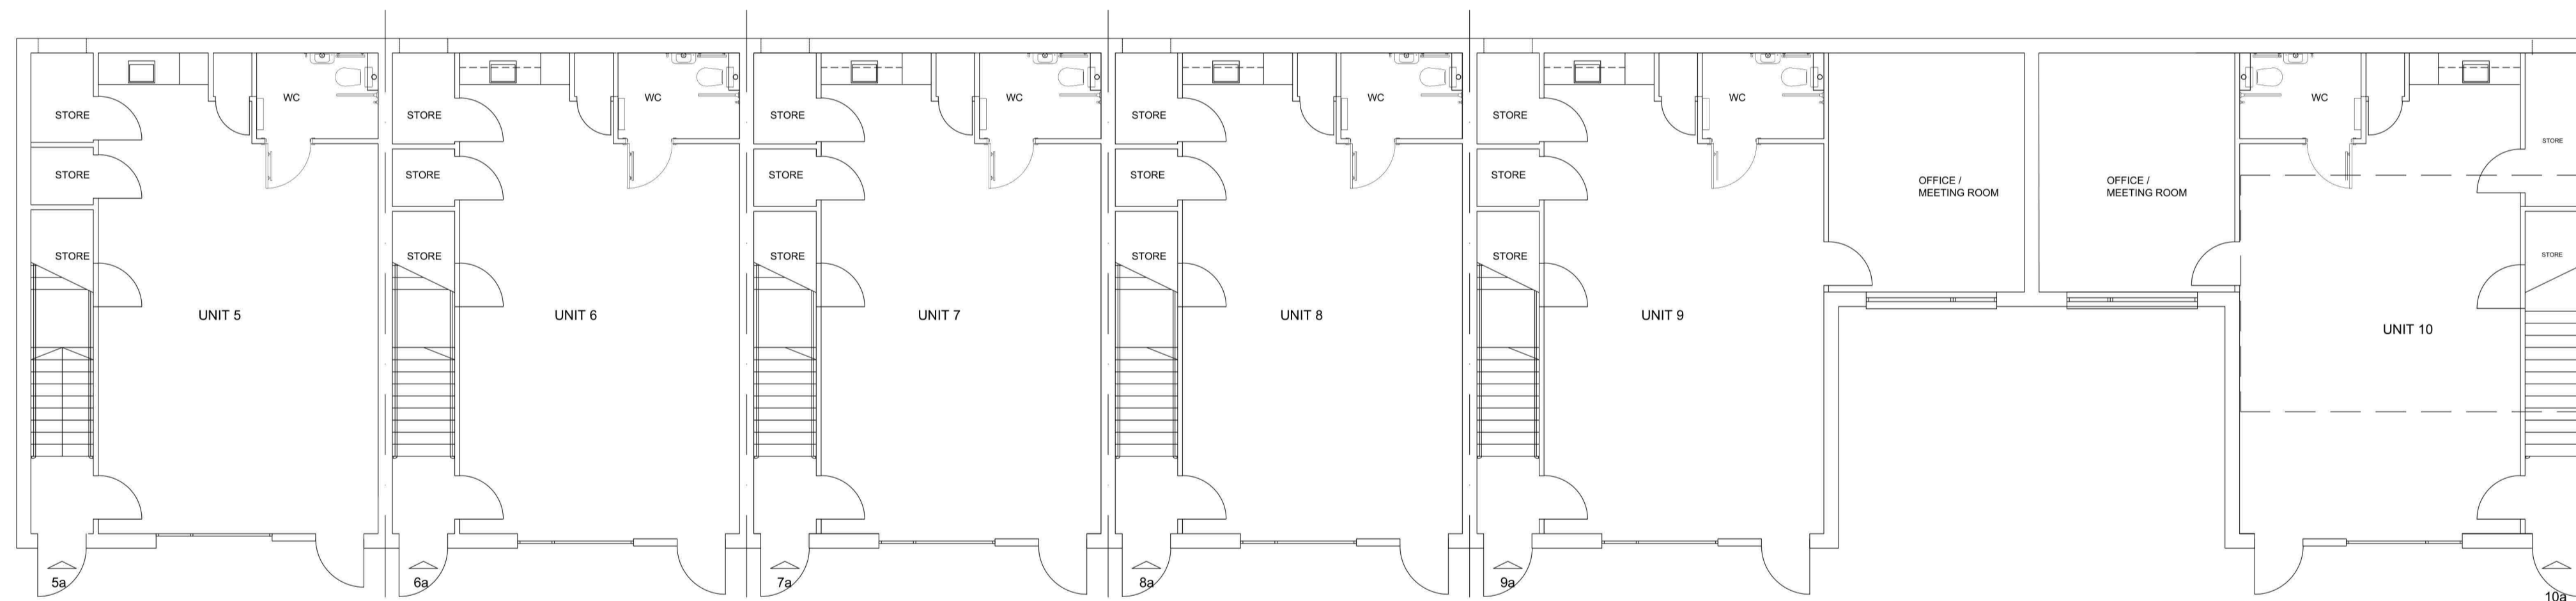 WC
WC
WC
WC
WC
WC
STORE
STORE
STORE
STORE
STORE
STORE
STORE
STORE
STORE
STORE
STORE
OFFICE /
MEETING ROOM
OFFICE /
MEETING ROOM
STORE
STORE
STORE
STORE
STORE
STORE
UNIT 5
UNIT 6
UNIT 7
UNIT 8
UNIT 9
UNIT 10
5a
6a
7a
8a
9a
10a